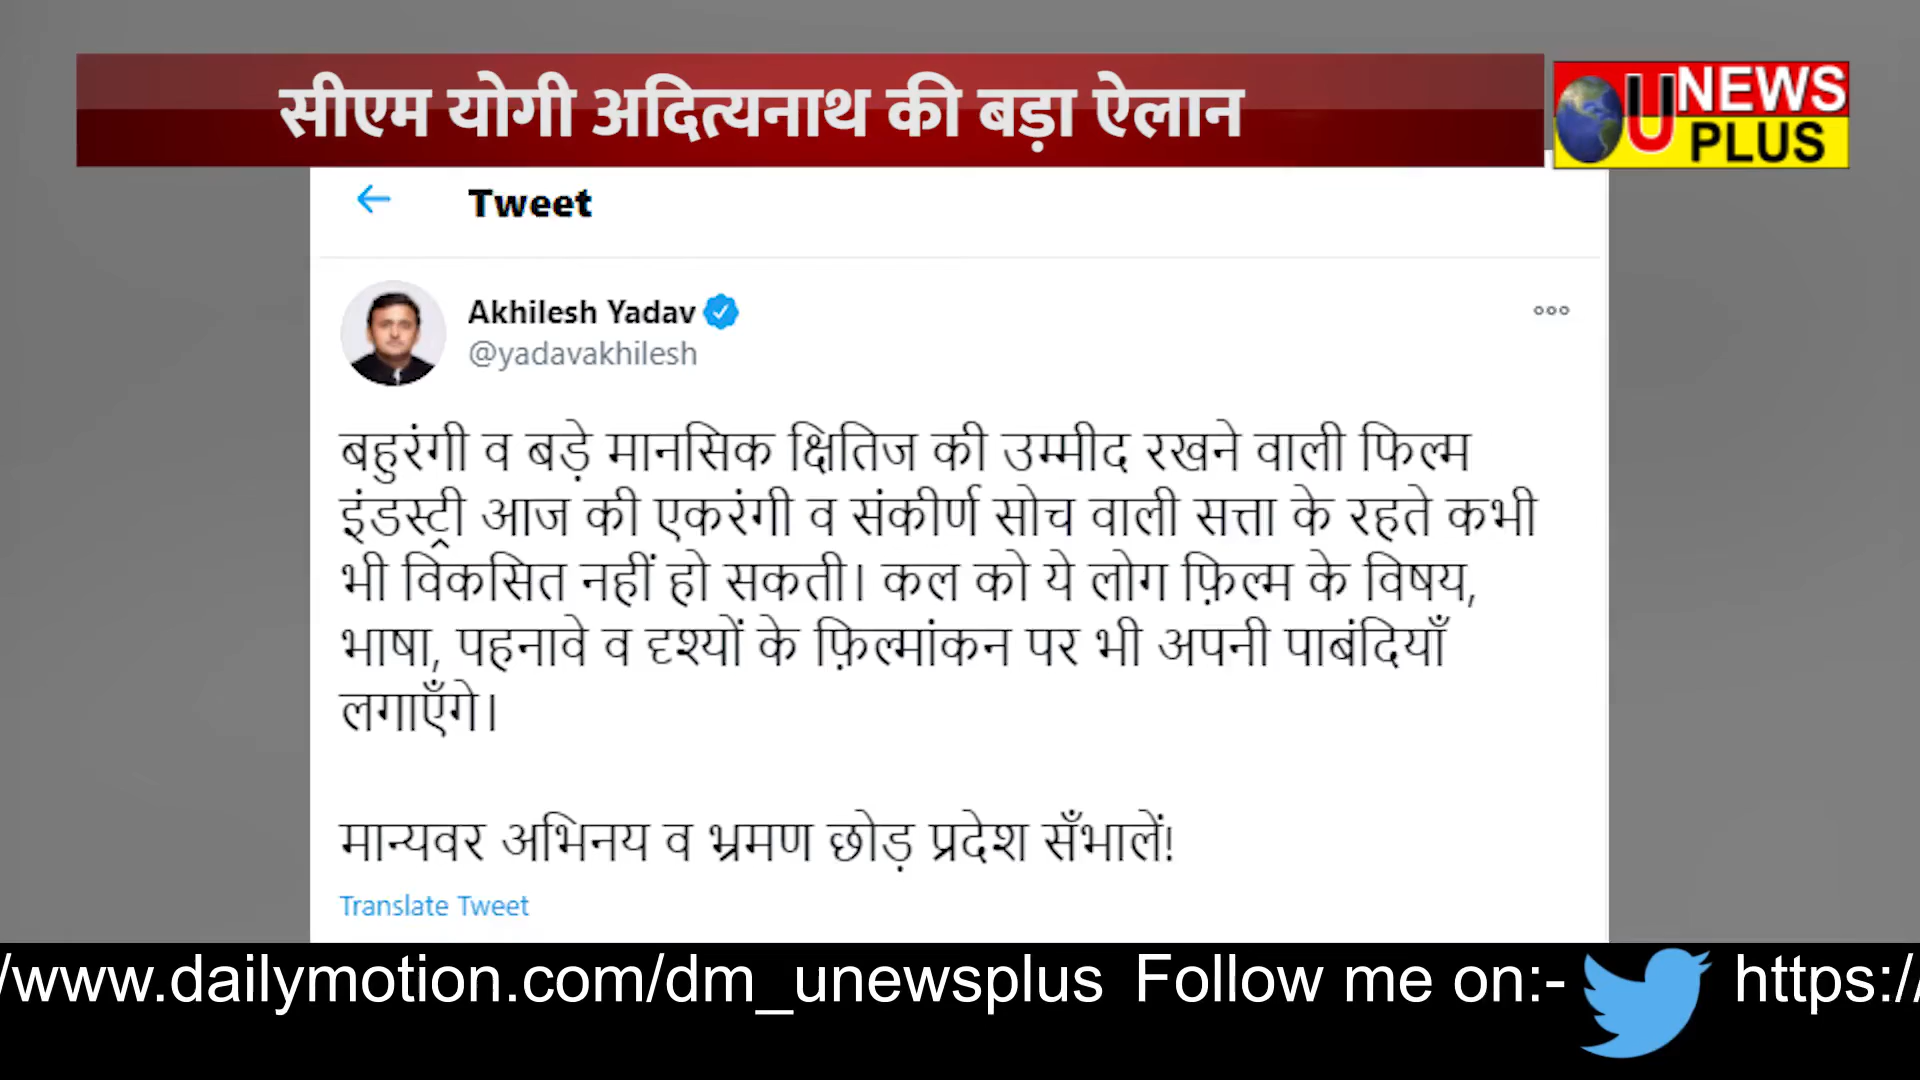 सीएम योगी अदित्यनाथ की बड़ा ऐलान
UNEWS
PLUS
Tweet
Akhilesh Yadav
@yadavakhilesh
बहुरंगी व बड़े मानसिक क्षितिज की उम्मीद रखने वाली फिल्म
इंडस्ट्री आज की एकरंगी व संकीर्ण सोच वाली सत्ता के रहते कभी
भी विकसित नहीं हो सकती। कल को ये लोग फ़िल्म के विषय,
भाषा, पहनावे व दृश्यों के फ़िल्मांकन पर भी अपनी पाबंदियाँ
लगाएँगे।
मान्यवर अभिनय व भ्रमण छोड़ प्रदेश सँभालें!
Translate Tweet
/www.dailymotion.com/dm_unewsplus Follow me on:- https://